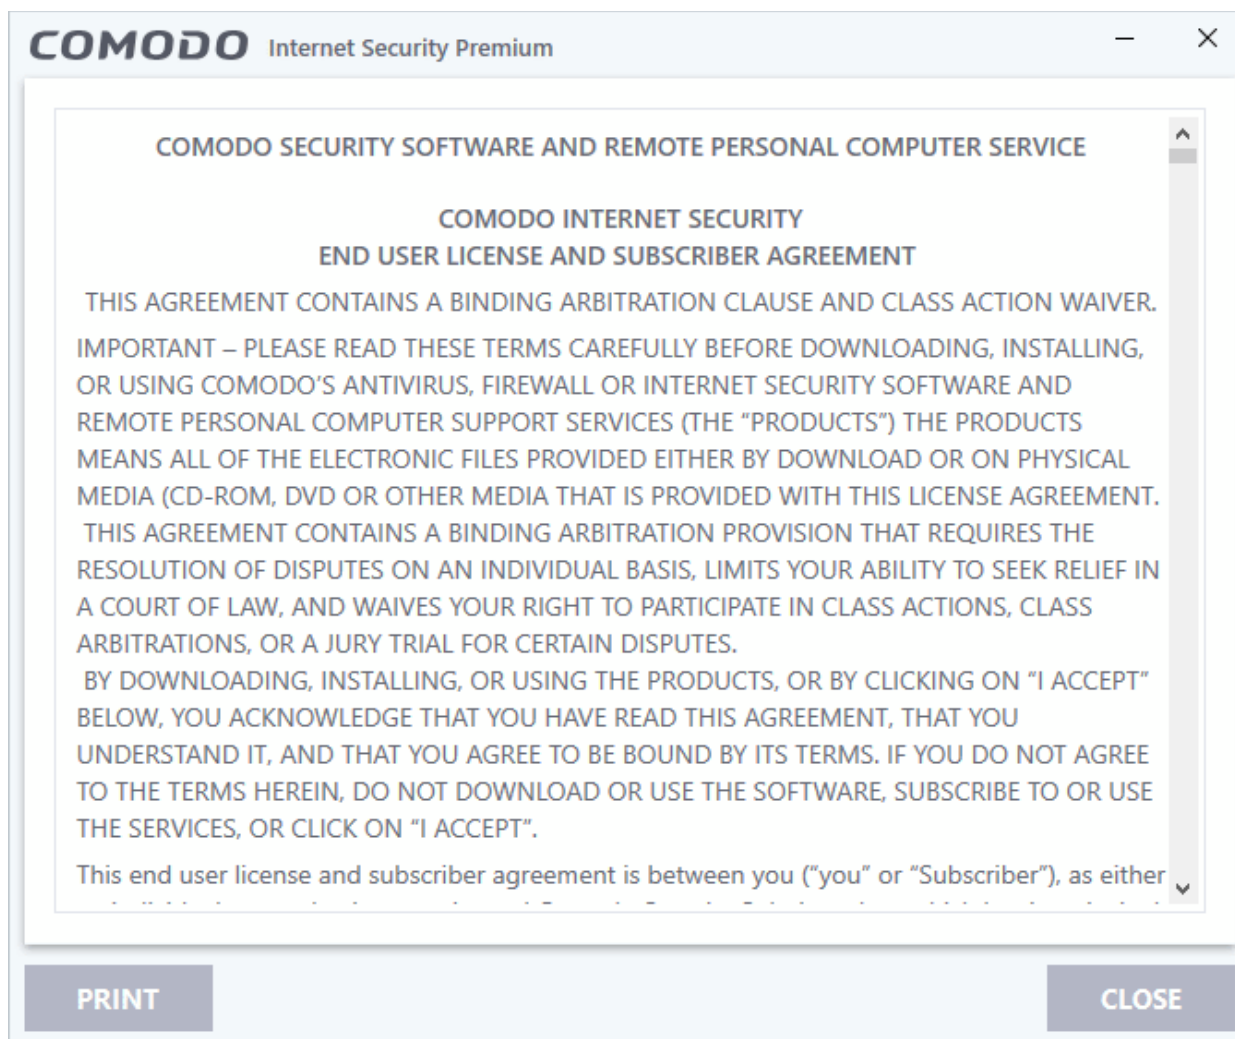 COMODO Internet Security Premium
COMODO SECURITY SOFTWARE AND REMOTE PERSONAL COMPUTER SERVICE
COMODO INTERNET SECURITY
END USER LICENSE AND SUBSCRIBER AGREEMENT
THIS AGREEMENT CONTAINS A BINDING ARBITRATION CLAUSE AND CLASS ACTION WAIVER.
IMPORTANT – PLEASE READ THESE TERMS CAREFULLY BEFORE DOWNLOADING, INSTALLING,
OR USING COMODO’S ANTIVIRUS, FIREWALL OR INTERNET SECURITY SOFTWARE AND
REMOTE PERSONAL COMPUTER SUPPORT SERVICES (THE “PRODUCTS”) THE PRODUCTS
MEANS ALL OF THE ELECTRONIC FILES PROVIDED EITHER BY DOWNLOAD OR ON PHYSICAL
MEDIA (CD-ROM, DVD OR OTHER MEDIA THAT IS PROVIDED WITH THIS LICENSE AGREEMENT.
THIS AGREEMENT CONTAINS A BINDING ARBITRATION PROVISION THAT REQUIRES THE
RESOLUTION OF DISPUTES ON AN INDIVIDUAL BASIS, LIMITS YOUR ABILITY TO SEEK RELIEF IN
A COURT OF LAW, AND WAIVES YOUR RIGHT TO PARTICIPATE IN CLASS ACTIONS, CLASS
ARBITRATIONS, OR A JURY TRIAL FOR CERTAIN DISPUTES.
BY DOWNLOADING, INSTALLING, OR USING THE PRODUCTS, OR BY CLICKING ON “I ACCEPT”
BELOW, YOU ACKNOWLEDGE THAT YOU HAVE READ THIS AGREEMENT, THAT YOU
UNDERSTAND IT, AND THAT YOU AGREE TO BE BOUND BY ITS TERMS. IF YOU DO NOT AGREE
TO THE TERMS HEREIN, DO NOT DOWNLOAD OR USE THE SOFTWARE, SUBSCRIBE TO OR USE
THE SERVICES, OR CLICK ON “I ACCEPT”.
This end user license and subscriber agreement is between you (“you” or “Subscriber”), as either
PRINT
CLOSE